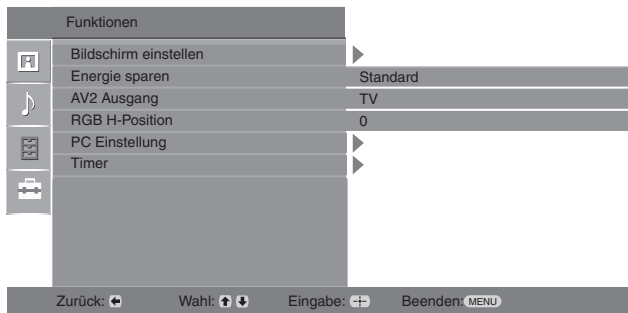 Funktionen
Bildschirm einstellen
Energie sparen Standard
AV2 Ausgang TV
RGB H-Position 0
PC Einstellung
Timer
Zurück: Wahl: Eingabe: Beenden: MENU